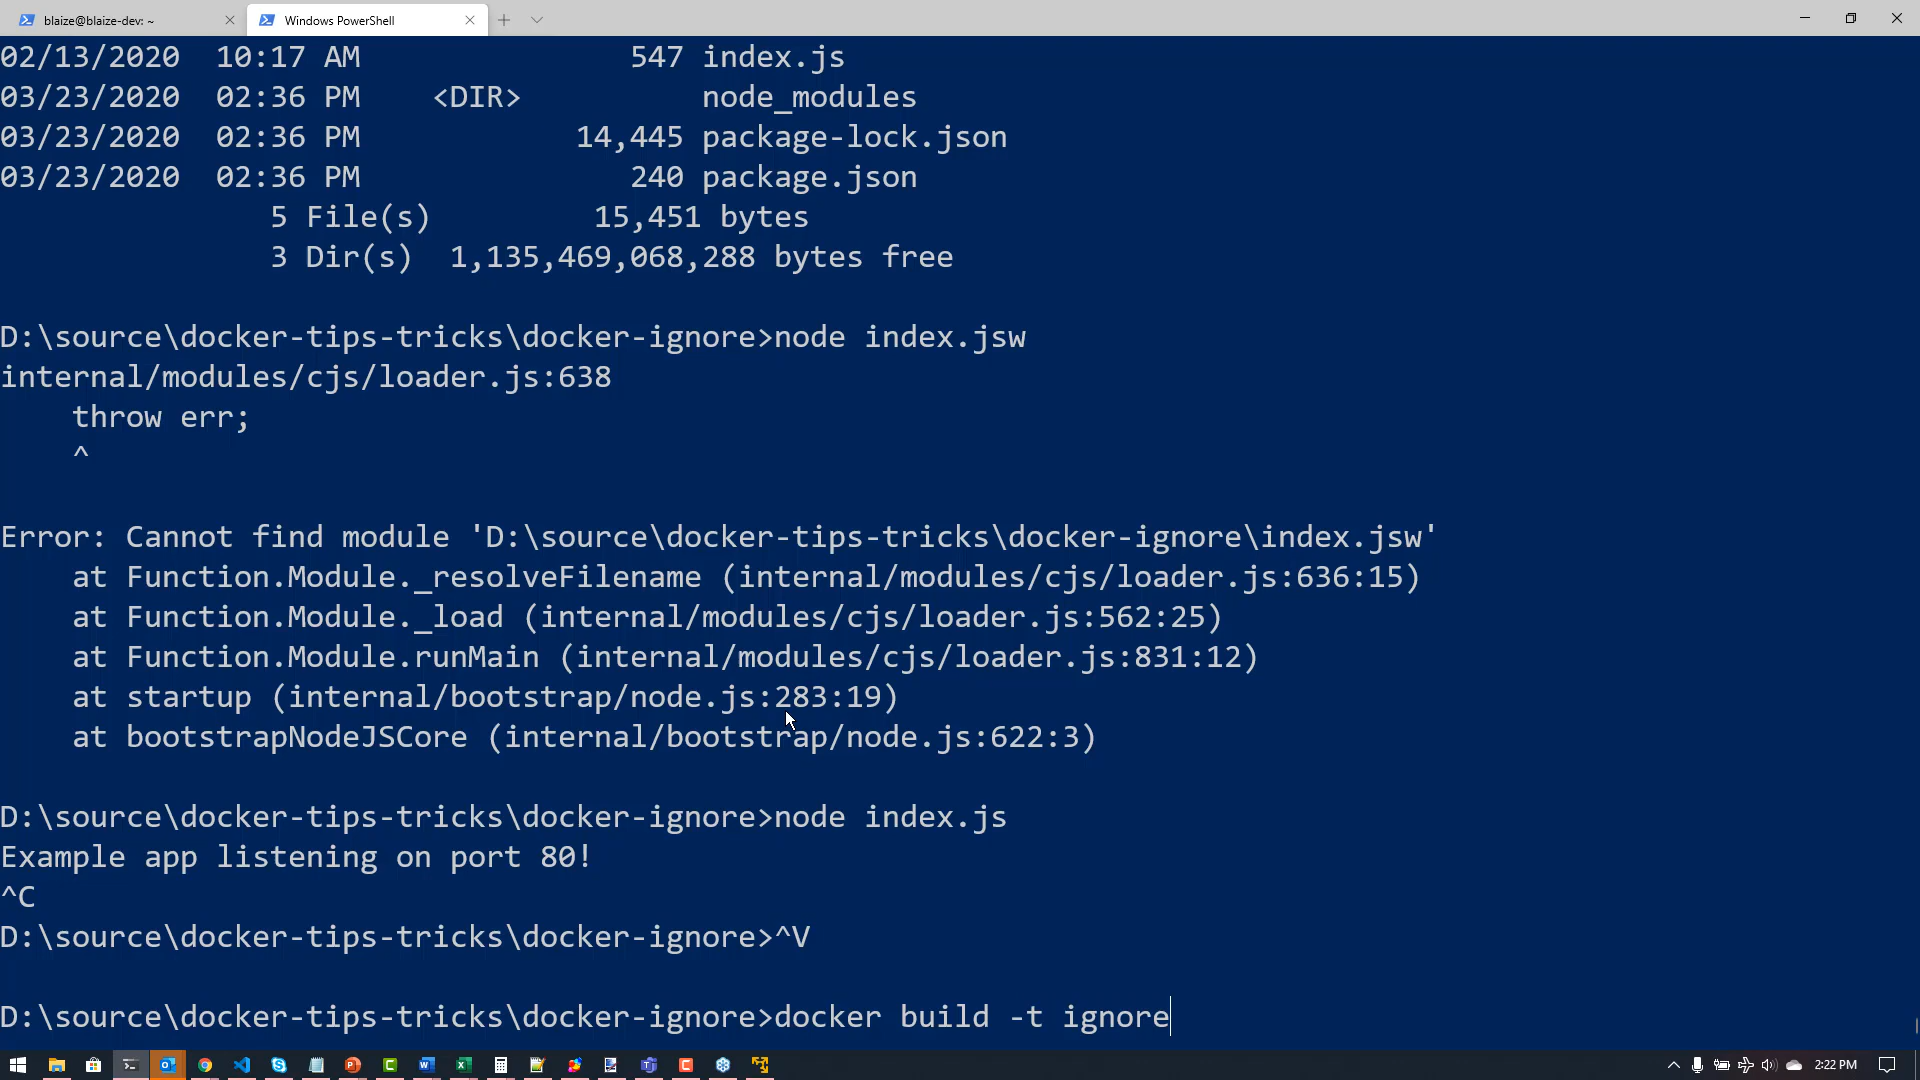 blaize@blaize-dev: ~
Windows PowerShell
02/13/2020  10:17 AM               547 index.js
03/23/2020  02:36 PM    <DIR>          node_modules
03/23/2020  02:36 PM            14,445 package-lock.json
03/23/2020  02:36 PM               240 package.json
               5 File(s)         15,451 bytes
               3 Dir(s)  1,135,469,068,288 bytes free
D:\source\docker-tips-tricks\docker-ignore>node index.jsw
internal/modules/cjs/loader.js:638
    throw err;
    ^
Error: Cannot find module 'D:\source\docker-tips-tricks\docker-ignore\index.jsw'
    at Function.Module._resolveFilename (internal/modules/cjs/loader.js:636:15)
    at Function.Module._load (internal/modules/cjs/loader.js:562:25)
    at Function.Module.runMain (internal/modules/cjs/loader.js:831:12)
    at startup (internal/bootstrap/node.js:283:19)
    at bootstrapNodeJSCore (internal/bootstrap/node.js:622:3)
D:\source\docker-tips-tricks\docker-ignore>node index.js
Example app listening on port 80!
^C
D:\source\docker-tips-tricks\docker-ignore>^V
D:\source\docker-tips-tricks\docker-ignore>docker build -t ignore
2:22 PM